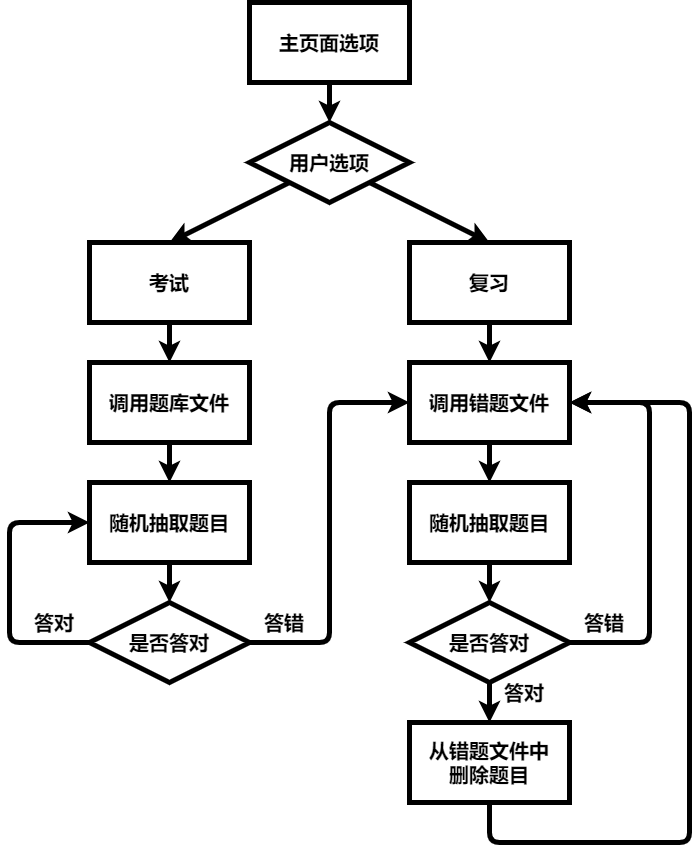 主页面选项
用户选项
考试
复习
调用题库文件
调用错题文件
随机抽取题目
随机抽取题目
答对
是否答对
答错
是否答对
答错
答对
从错题文件中
删除题目